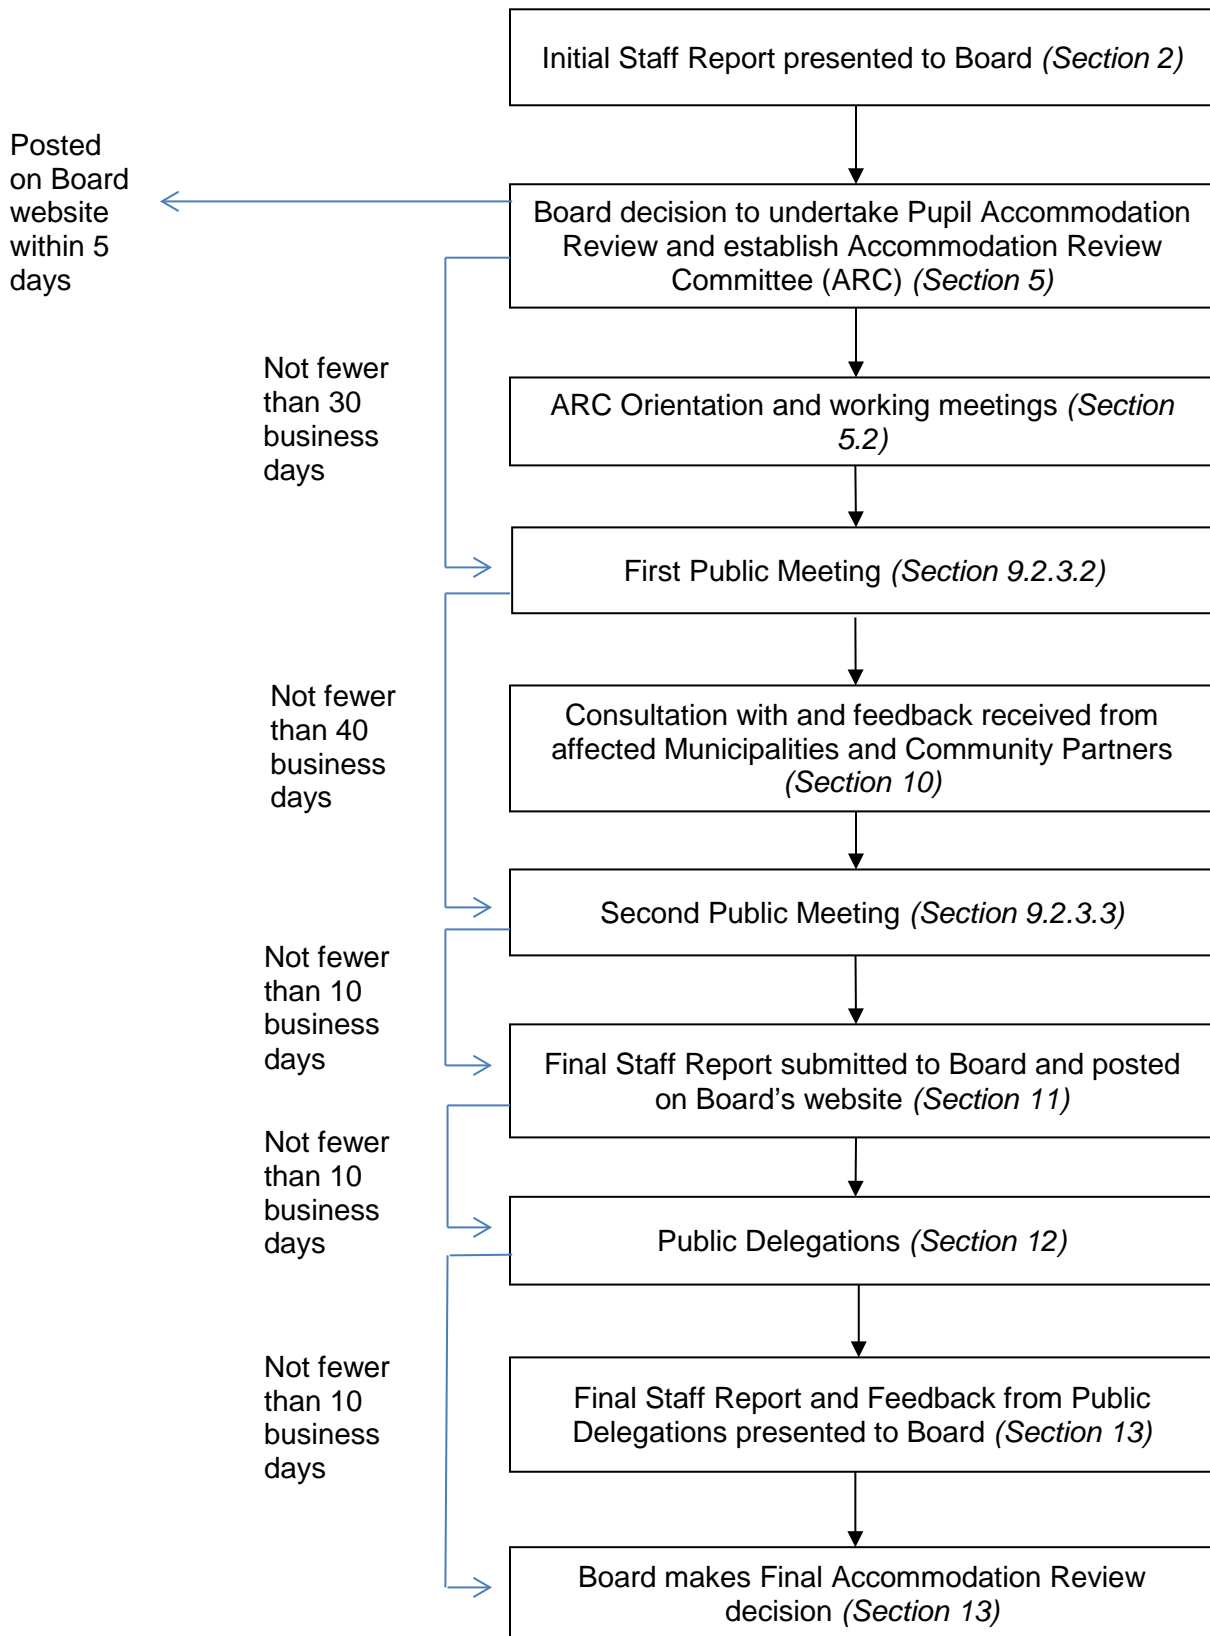 Initial Staff Report presented to Board (Section 2)
Posted
on Board
website
within 5
days
Board decision to undertake Pupil Accommodation
Review and establish Accommodation Review
Committee (ARC) (Section 5)
Not fewer
than 30
business
days
ARC Orientation and working meetings (Section
5.2)
First Public Meeting (Section 9.2.3.2)
Not fewer
than 40
business
days
Consultation with and feedback received from
affected Municipalities and Community Partners
(Section 10)
Second Public Meeting (Section 9.2.3.3)
Not fewer
than 10
business
days
Final Staff Report submitted to Board and posted
on Board’s website (Section 11)
Not fewer
than 10
business
days
Public Delegations (Section 12)
Not fewer
than 10
business
days
Final Staff Report and Feedback from Public
Delegations presented to Board (Section 13)
Board makes Final Accommodation Review
decision (Section 13)